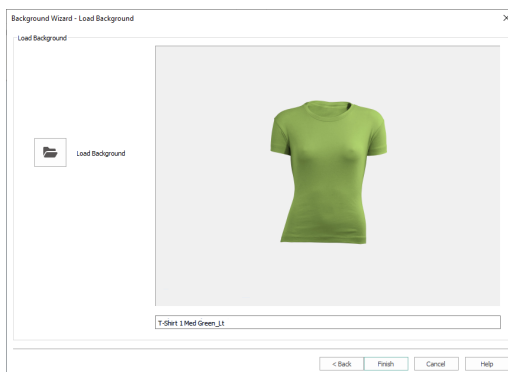 Background Wizard - Load Background
Load Background
Load Background
T-Shirt 1 Med Green_Lt
< Back Finish Cancel Help